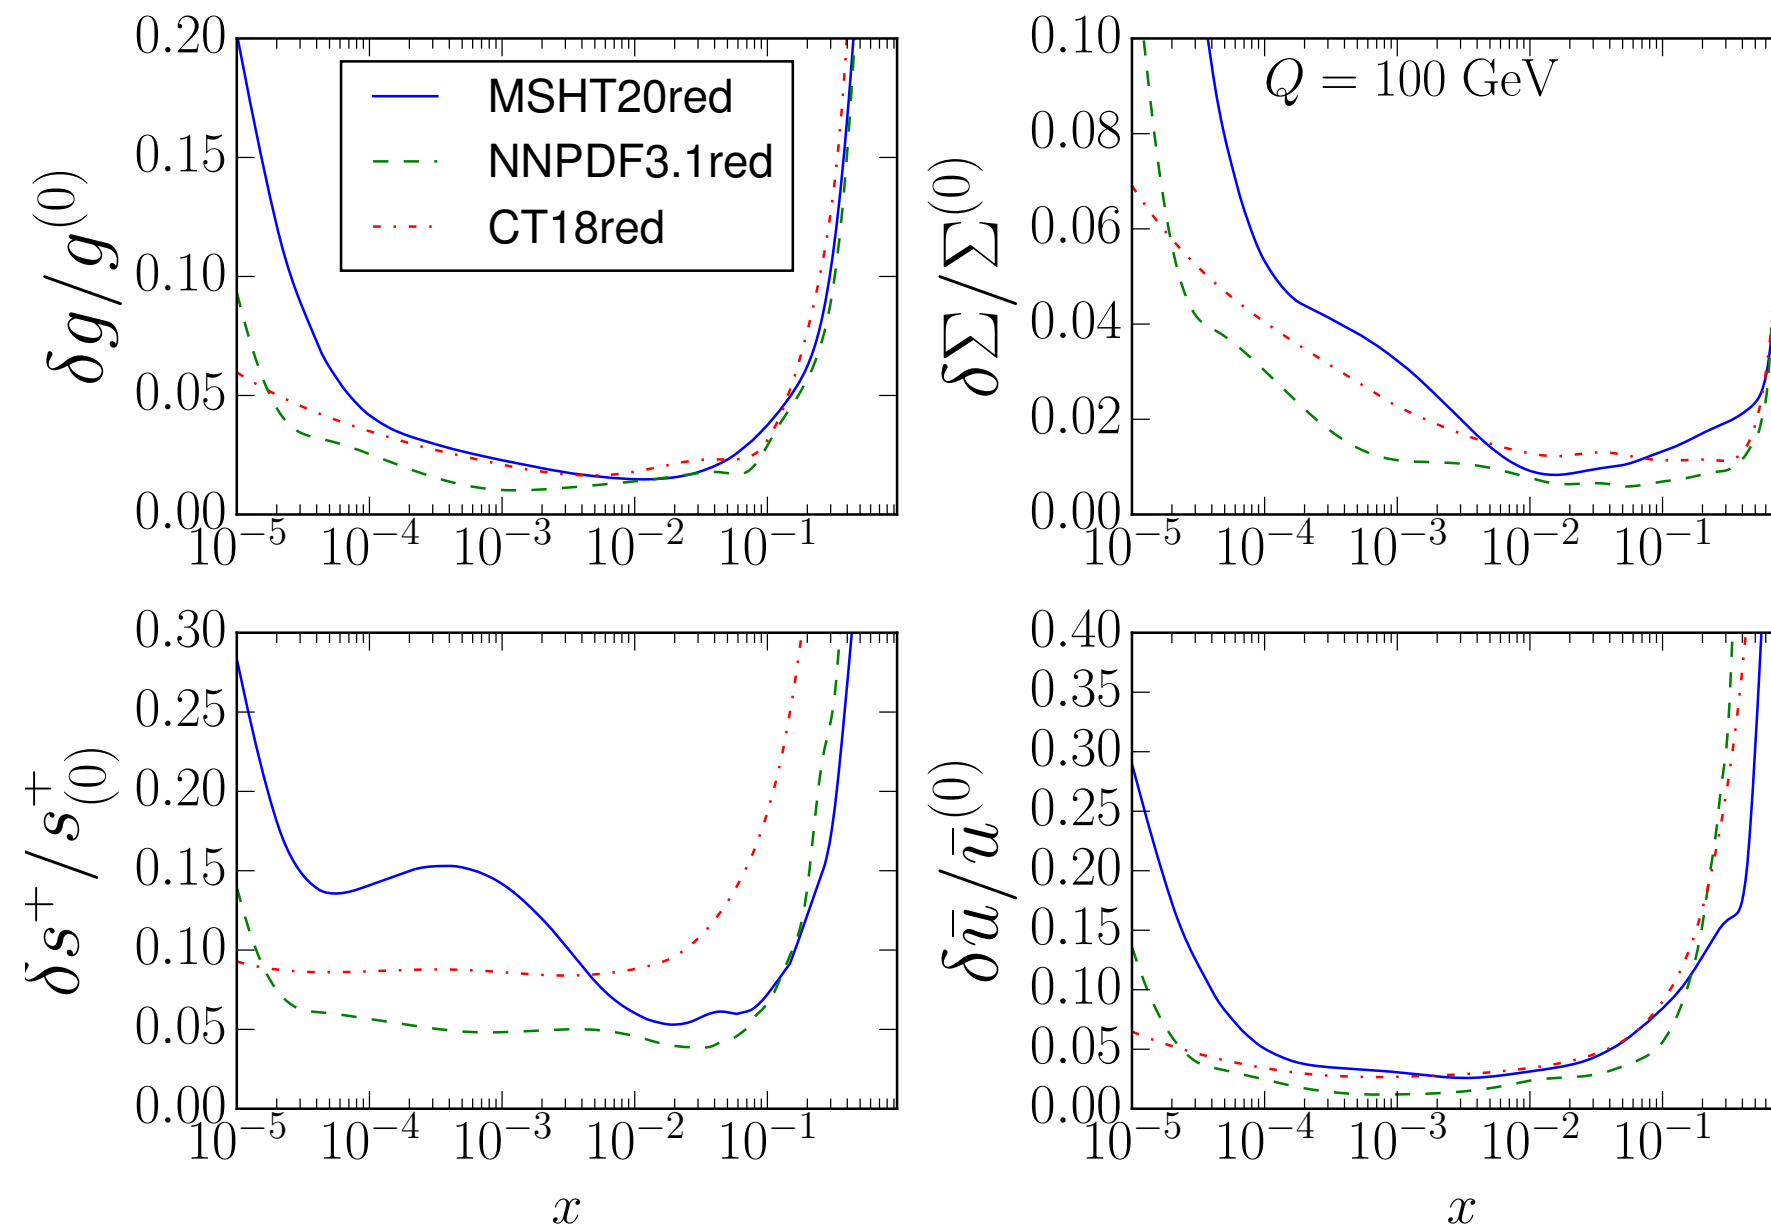 0.20
0.15
0.10
0.05
0.00
δg/g⁽⁰⁾
10⁻⁵ 10⁻⁴ 10⁻³ 10⁻² 10⁻¹
MSHT20red
NNPDF3.1red
CT18red
0.10
0.08
0.06
0.04
0.02
0.00
δΣ/Σ⁽⁰⁾
10⁻⁵ 10⁻⁴ 10⁻³ 10⁻² 10⁻¹
Q = 100 GeV
0.30
0.25
0.20
0.15
0.10
0.05
0.00
δs⁺/s⁺₍₀₎
10⁻⁵ 10⁻⁴ 10⁻³ 10⁻² 10⁻¹
x
0.40
0.35
0.30
0.25
0.20
0.15
0.10
0.05
0.00
δū/ū⁽⁰⁾
10⁻⁵ 10⁻⁴ 10⁻³ 10⁻² 10⁻¹
x